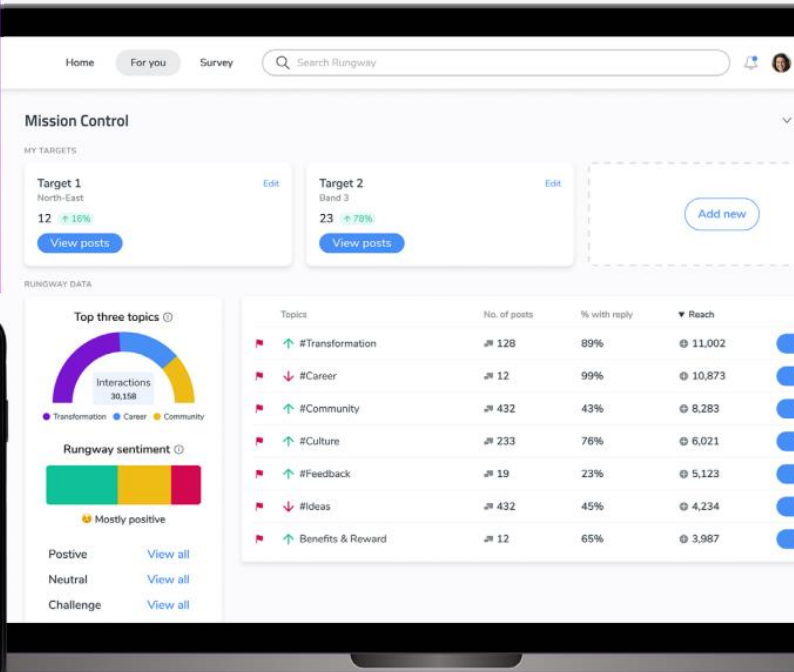 Home For you Survey Search Rungway
Mission Control
MY TARGETS
Target 1 Edit
North-East
12 ↑ 16%
View posts
Target 2 Edit
Band 3
23 ↑ 78%
View posts
Add new
RUNGWAY DATA
Top three topics
Interactions
30,158
Transformation Career Community
Rungway sentiment
Mostly positive
Postive View all
Neutral View all
Challenge View all
Topics No. of posts % with reply ▼ Reach
#Transformation 128 89% 11,002
#Career 12 99% 10,873
#Community 432 43% 8,283
#Culture 233 76% 6,021
#Feedback 19 23% 5,123
#Ideas 432 45% 4,234
Benefits & Reward 12 65% 3,987